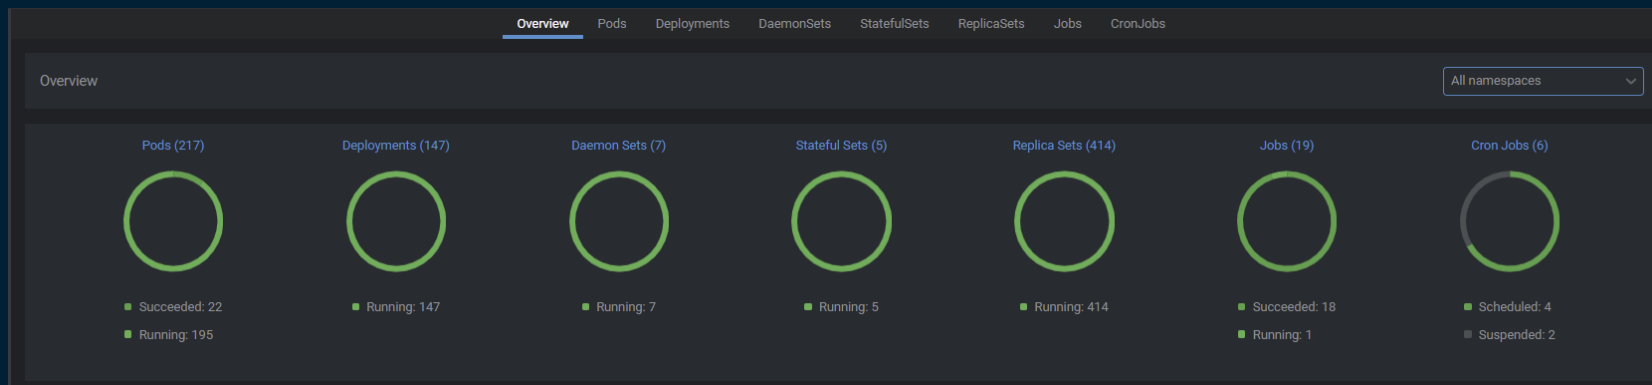 Overview Pods Deployments DaemonSets StatefulSets ReplicaSets Jobs CronJobs
Overview All namespaces
Pods (217) Deployments (147) Daemon Sets (7) Stateful Sets (5) Replica Sets (414) Jobs (19) Cron Jobs (6)
Succeeded: 22 Running: 147 Running: 7 Running: 5 Running: 414 Succeeded: 18 Scheduled: 4
Running: 195 Running: 1 Suspended: 2